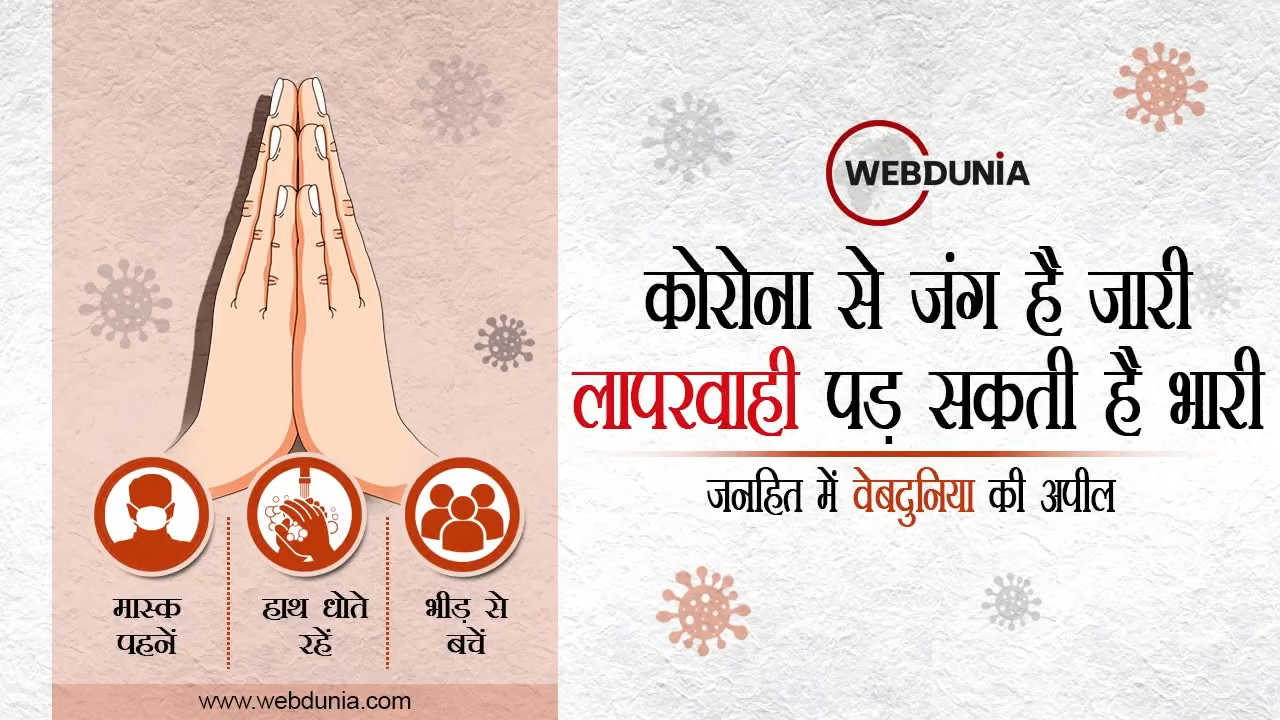 WEBDUNIA
कोरोना से जंग है जारी
लापरवाही पड़ सकती है भारी
जनहित में वेबदुनिया की अपील
मास्क
पहनें
हाथ धोते
रहें
भीड़ से
बचें
www.webdunia.com